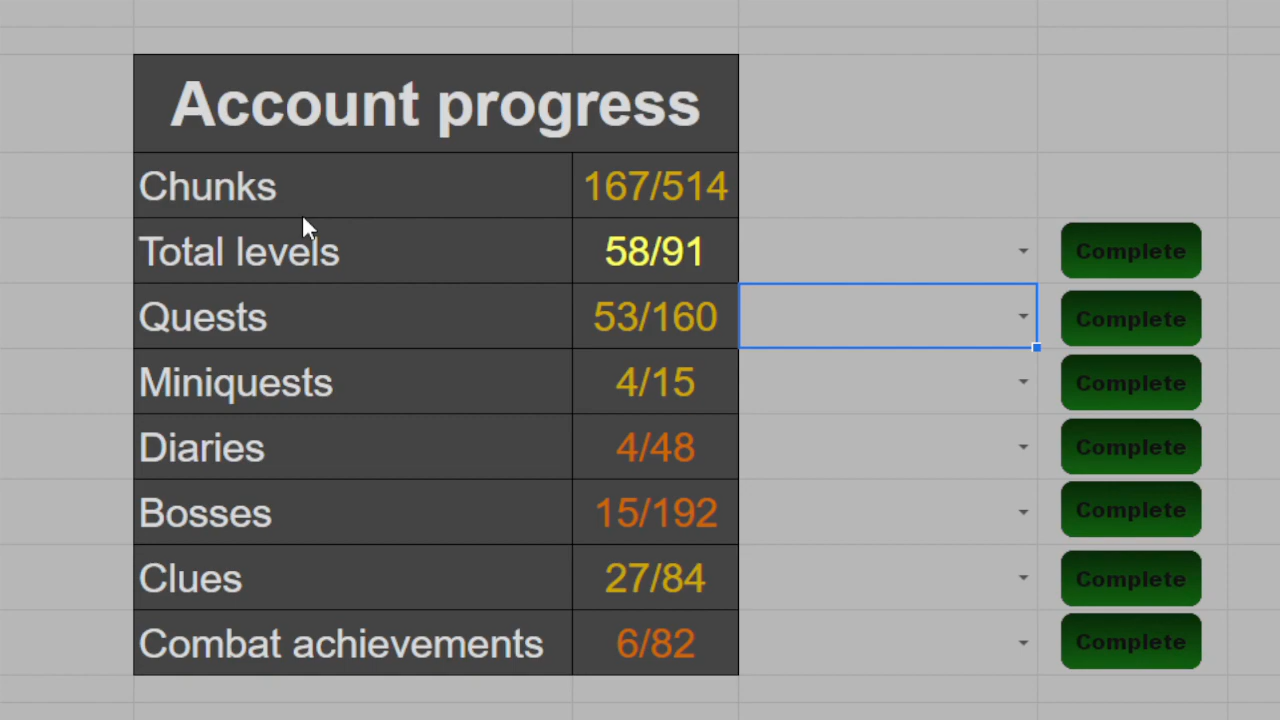 Account progress
Chunks 167/514
Total levels 58/91 Complete
Quests 53/160 Complete
Miniquests 4/15 Complete
Diaries 4/48 Complete
Bosses 15/192 Complete
Clues 27/84 Complete
Combat achievements 6/82 Complete